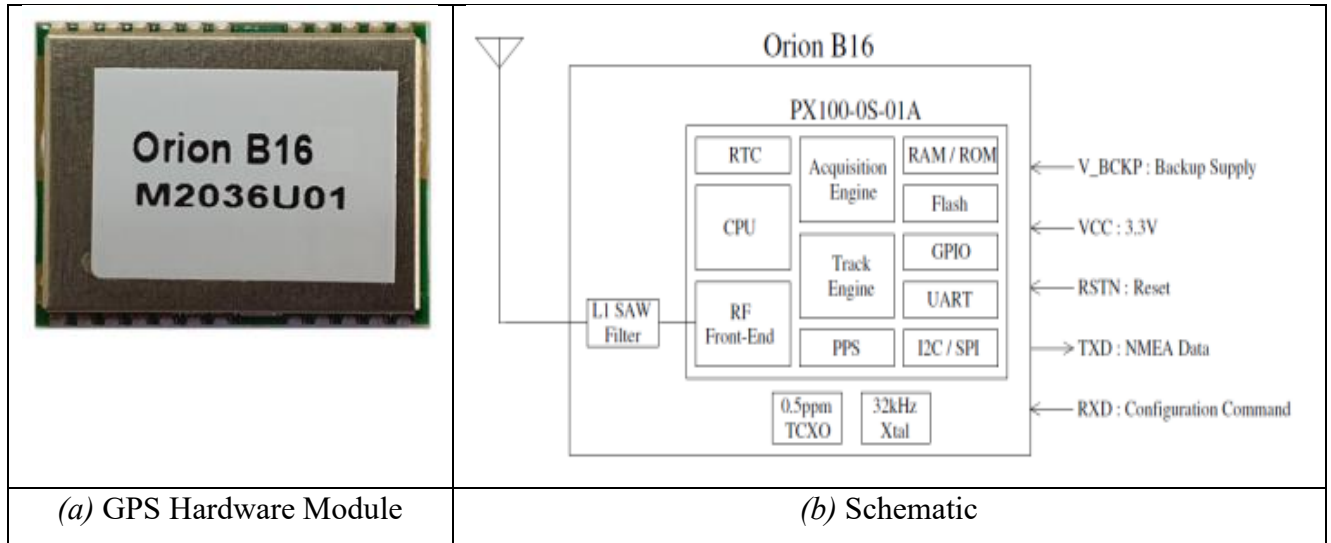 Orion B16
M2036U01
Orion B16
PX100-0S-01A
RTC
Acquisition
Engine
RAM / ROM
Flash
CPU
GPIO
Track
Engine
UART
RF
Front-End
PPS
I2C / SPI
L1 SAW
Filter
0.5ppm
TCXO
32kHz
Xtal
V_BCKP : Backup Supply
VCC : 3.3V
RSTN : Reset
TXD : NMEA Data
RXD : Configuration Command
(a) GPS Hardware Module
(b) Schematic